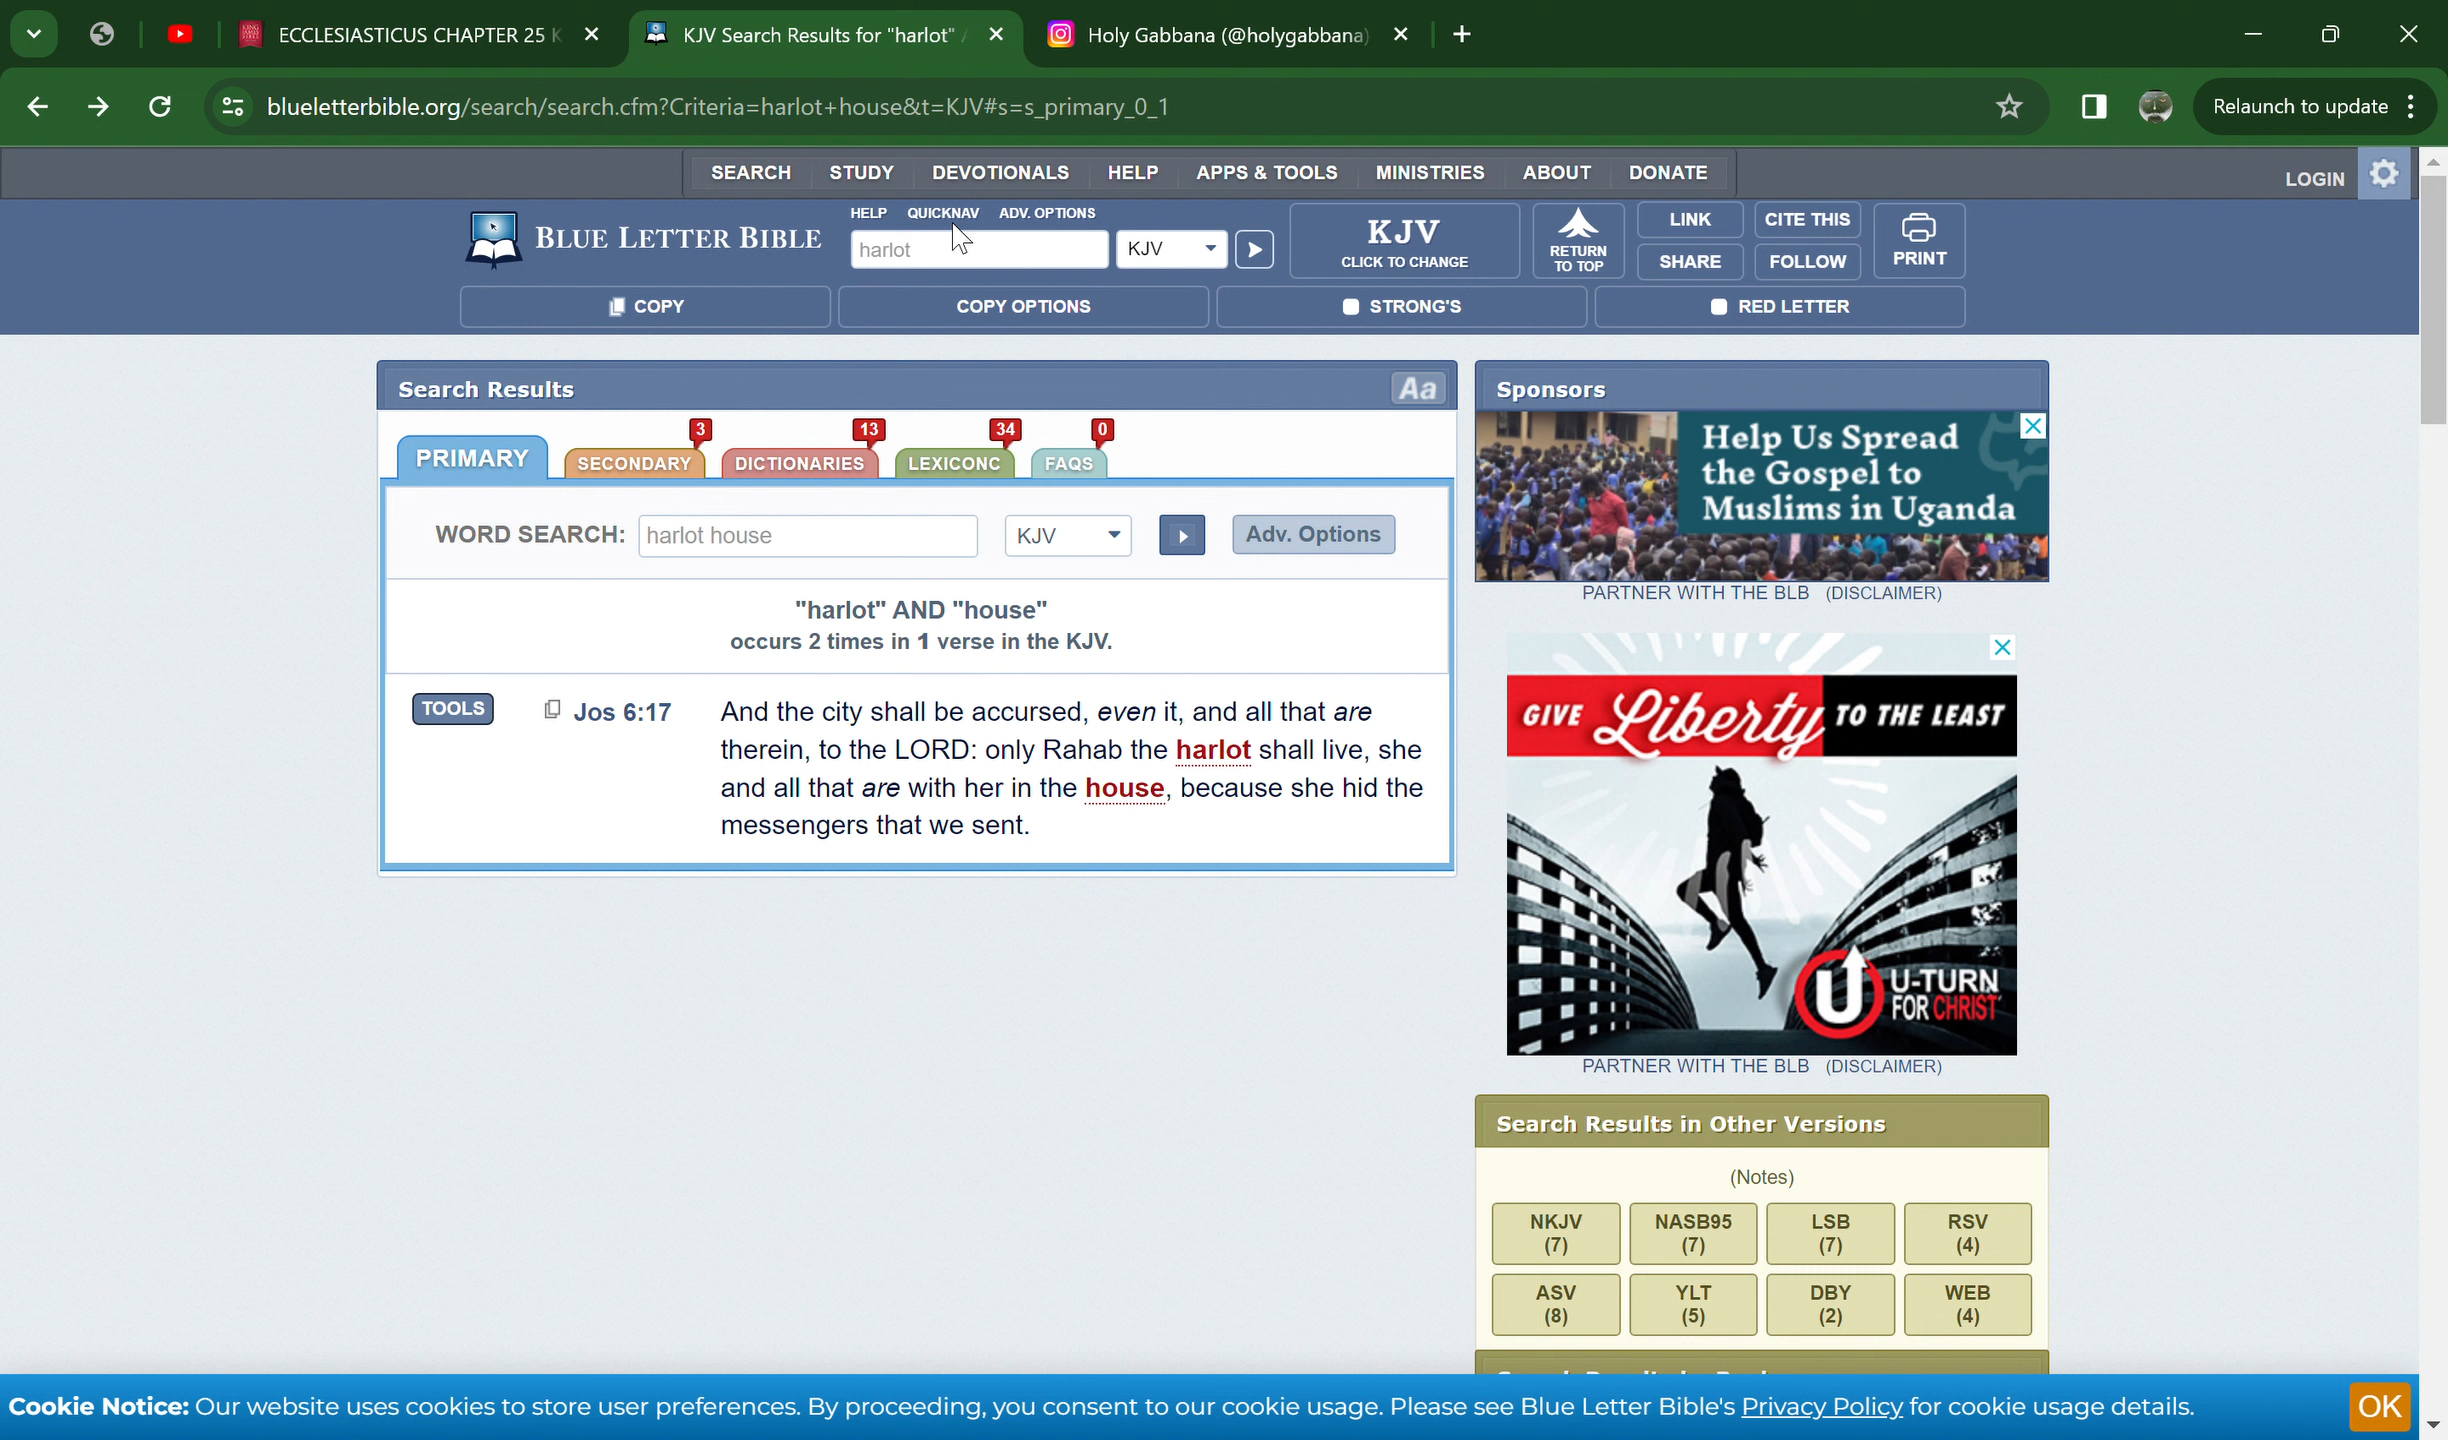 ECCLESIASTICUS CHAPTER 25 K
KJV Search Results for "harlot" A
Holy Gabbana (@holygabbana)
blueletterbible.org/search/search.cfm?Criteria=harlot+house&t=KJV#s=s_primary_0_1
Relaunch to update
SEARCH STUDY DEVOTIONALS HELP APPS & TOOLS MINISTRIES ABOUT DONATE
LOGIN
BLUE LETTER BIBLE
HELP QUICKNAV ADV. OPTIONS
harlot
KJV
KJV
CLICK TO CHANGE
RETURN
TO TOP
LINK
CITE THIS
SHARE
FOLLOW
PRINT
COPY
COPY OPTIONS
STRONG'S
RED LETTER
Search Results
Aa
3
13
34
0
PRIMARY
SECONDARY
DICTIONARIES
LEXICONC
FAQS
WORD SEARCH: harlot house KJV Adv. Options
"harlot" AND "house"
occurs 2 times in 1 verse in the KJV.
TOOLS
Jos 6:17
And the city shall be accursed, even it, and all that are
therein, to the LORD: only Rahab the harlot shall live, she
and all that are with her in the house, because she hid the
messengers that we sent.
Sponsors
Help Us Spread
the Gospel to
Muslims in Uganda
PARTNER WITH THE BLB (DISCLAIMER)
GIVE Liberty TO THE LEAST
U-TURN
FOR CHRIST
PARTNER WITH THE BLB (DISCLAIMER)
Search Results in Other Versions
(Notes)
NKJV
(7)
NASB95
(7)
LSB
(7)
RSV
(4)
ASV
(8)
YLT
(5)
DBY
(2)
WEB
(4)
Cookie Notice: Our website uses cookies to store user preferences. By proceeding, you consent to our cookie usage. Please see Blue Letter Bible's Privacy Policy for cookie usage details.
OK